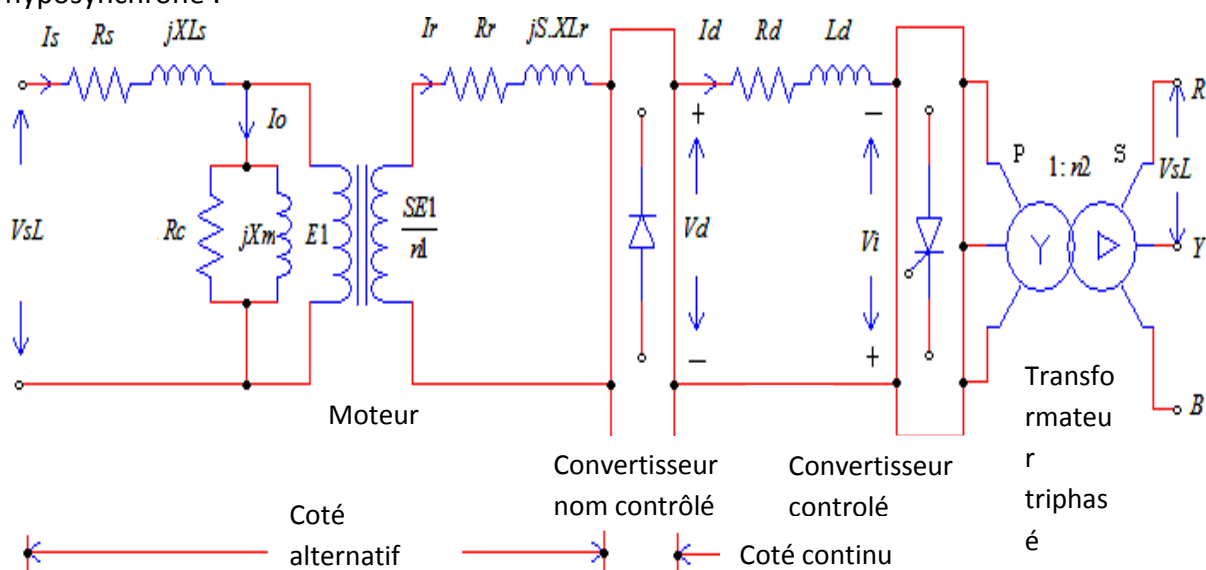 hyposynchrone :
Is Rs jXLs Ir Rr jS.XLr Id Rd Ld
Io
+ − R
P 1: n2 S
VsL Rc jXm E1 SE1/n1 Vd Vi VsL
Y
− +
B
Moteur
Transfo
rmateu
r
triphas
é
Convertisseur
nom contrôlé
Convertisseur
controlé
Coté
alternatif
Coté continu